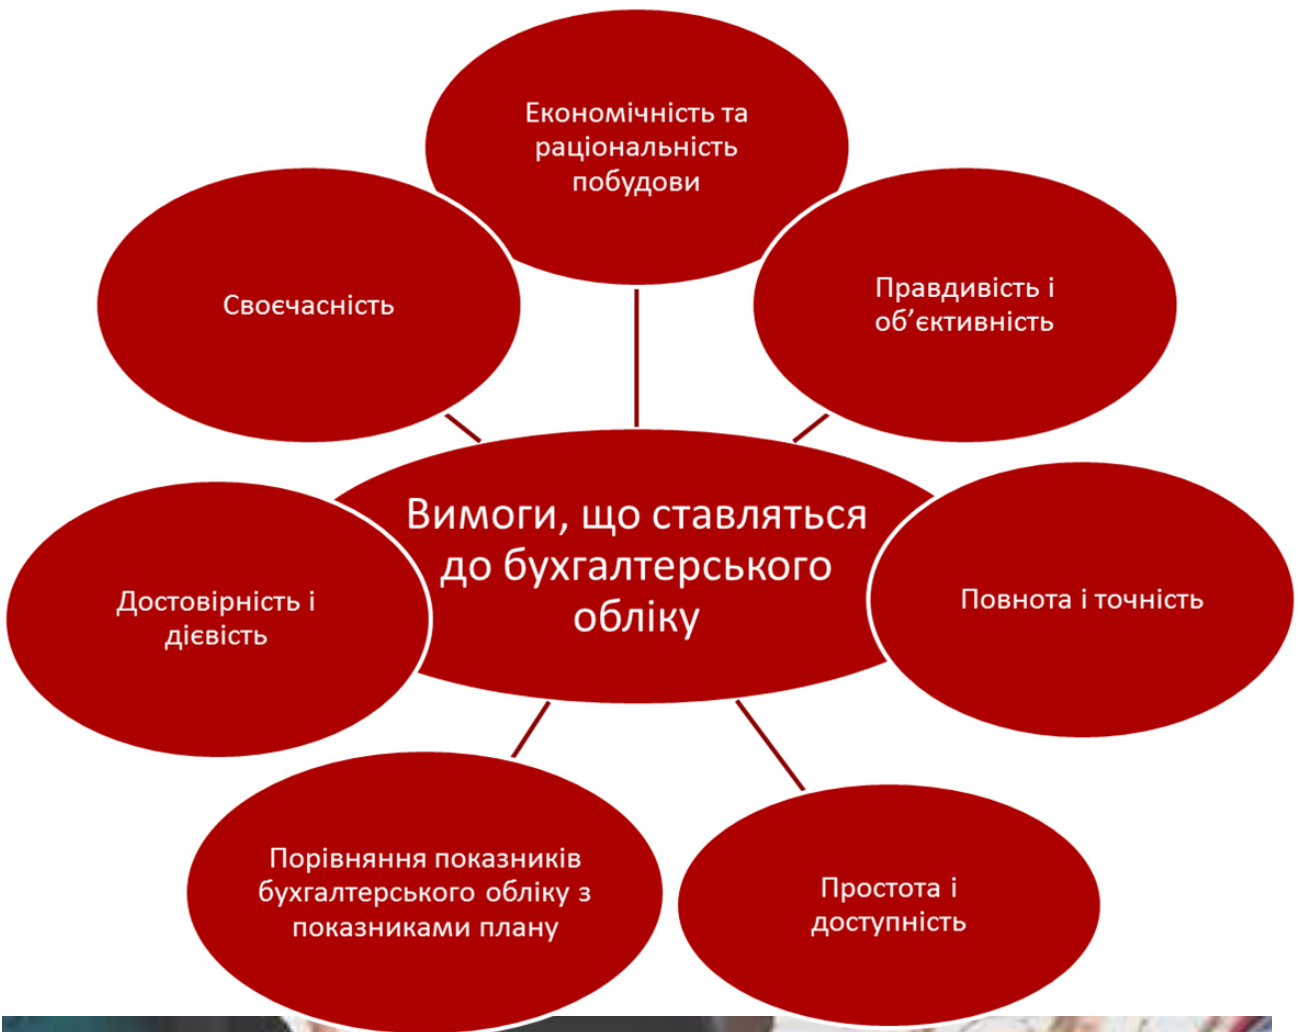 Економічність та
раціональність
побудови
Своєчасність
Правдивість і
об’єктивність
Вимоги, що ставляться
до бухгалтерського
обліку
Достовірність і
дієвість
Повнота і точність
Порівняння показників
бухгалтерського обліку з
показниками плану
Простота і
доступність